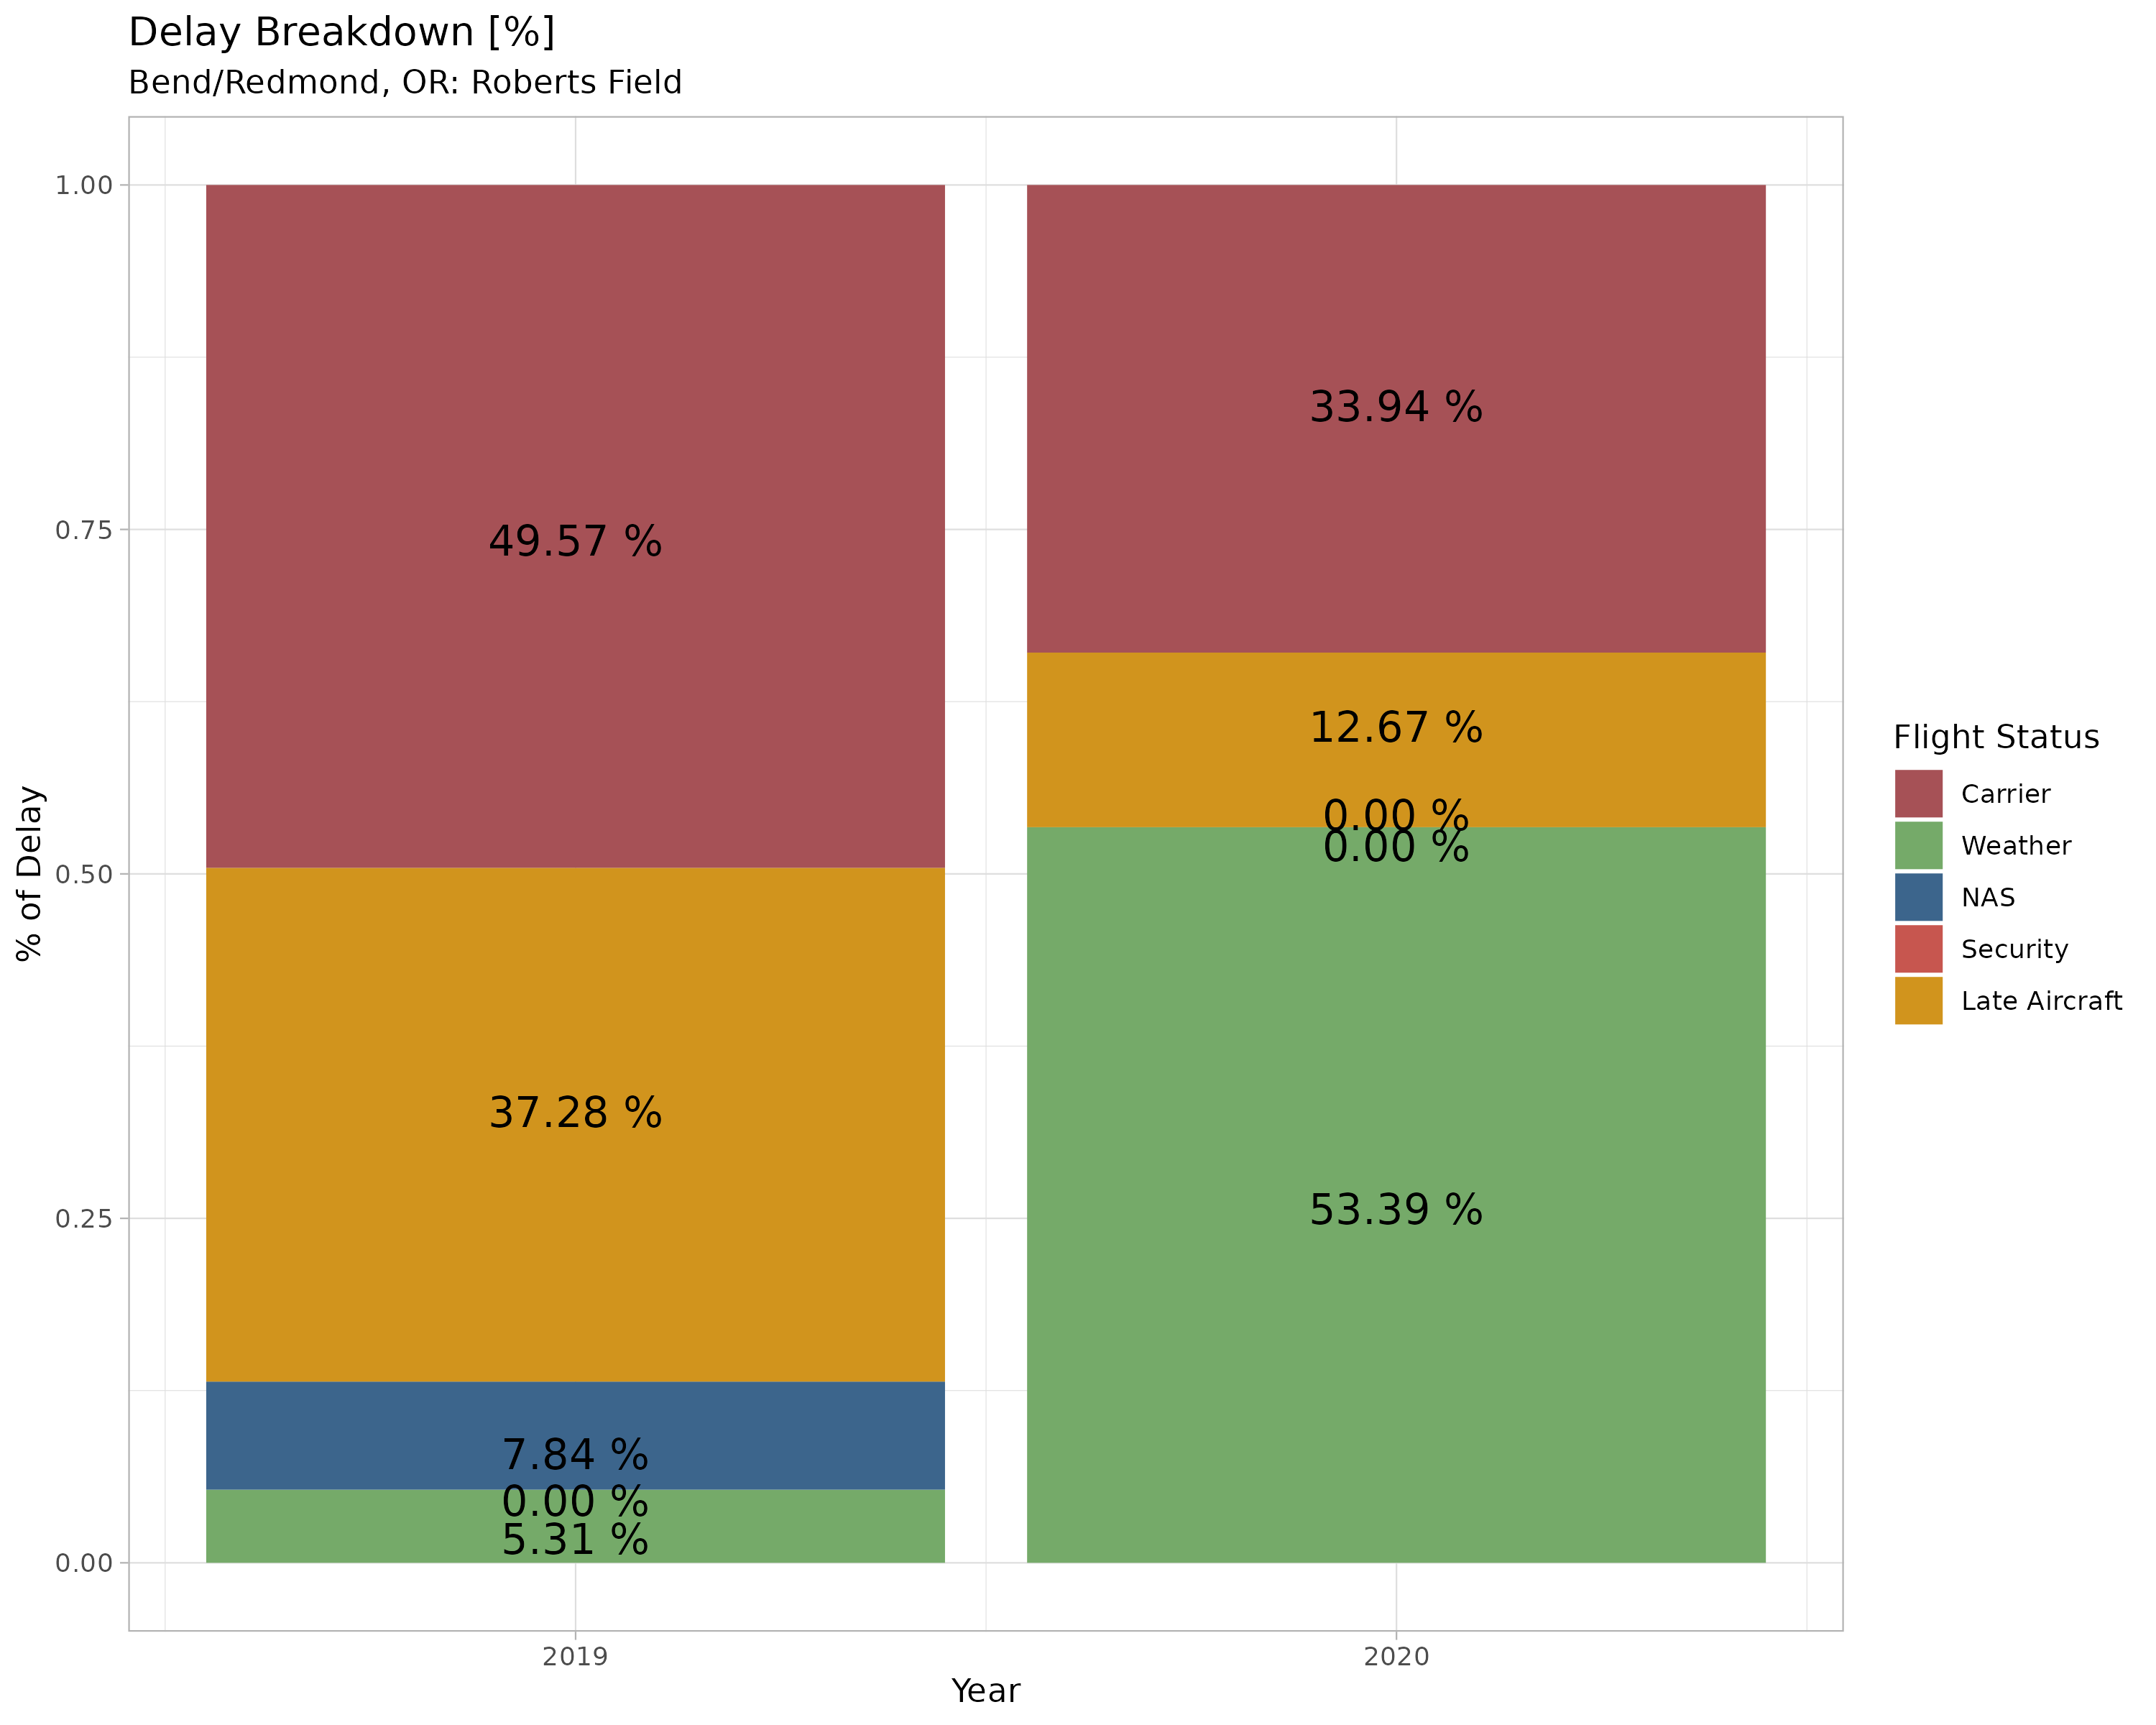 Delay Breakdown [%]
Bend/Redmond, OR: Roberts Field
% of Delay
1.00
0.75
0.50
0.25
0.00
49.57 %
37.28 %
7.84 %
0.00 %
5.31 %
33.94 %
12.67 %
0.00 %
0.00 %
53.39 %
2019
2020
Year
Flight Status
Carrier
Weather
NAS
Security
Late Aircraft